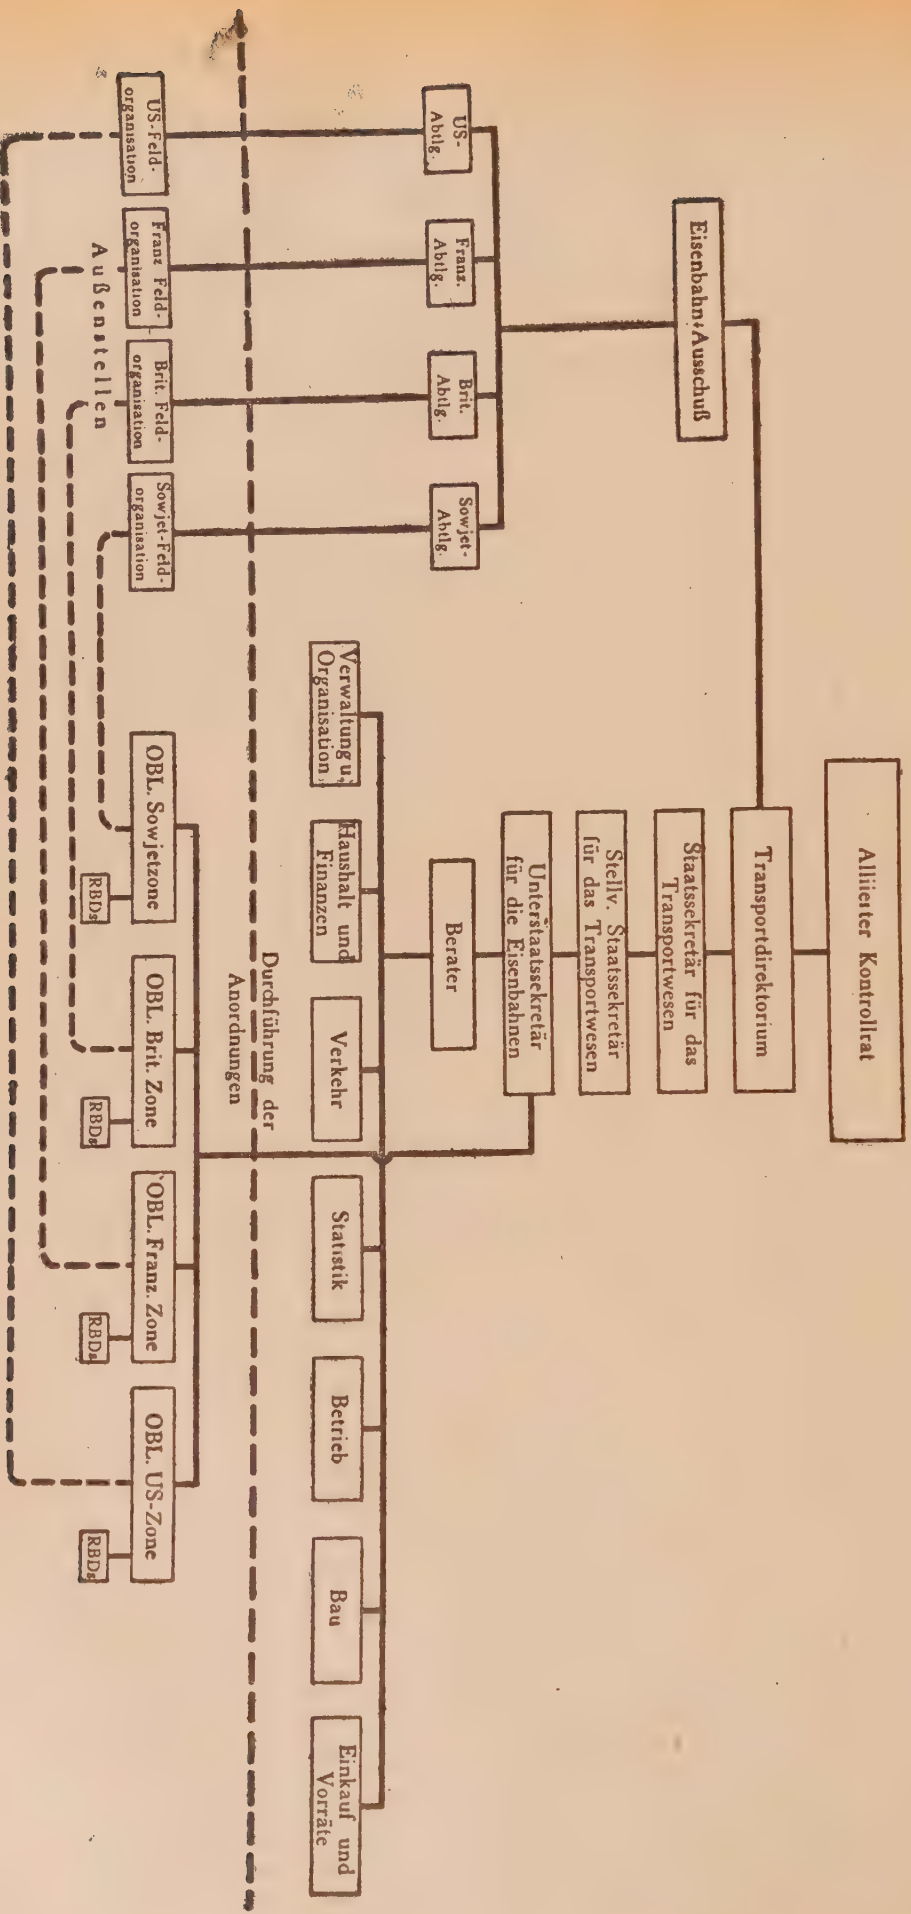 Alliierter Kontrollrat
Transportdirektorium
Eisenbahn-Ausschuß
Staatssekretär für das
Transportwesen
Stellv. Staatssekretär
für das Transportwesen
Unterstaatssekretär
für die Eisenbahnen
Berater
US-
Abtlg.
Franz.
Abtlg.
Brit.
Abtlg.
Sowjet-
Abtlg.
Verwaltung u.
Organisation
Haushalt und
Finanzen
Verkehr
Statistik
Betrieb
Bau
Einkauf und
Vorräte
Durchführung der
Anordnungen
US-Feld-
organisation
Franz Feld-
organisation
Brit. Feld-
organisation
Sowjet-Feld-
organisation
Außenstellen
OBL. Sowjetzone
OBL. Brit. Zone
OBL. Franz. Zone
OBL. US-Zone
RBDs
RBDs
RBDs
RBDs